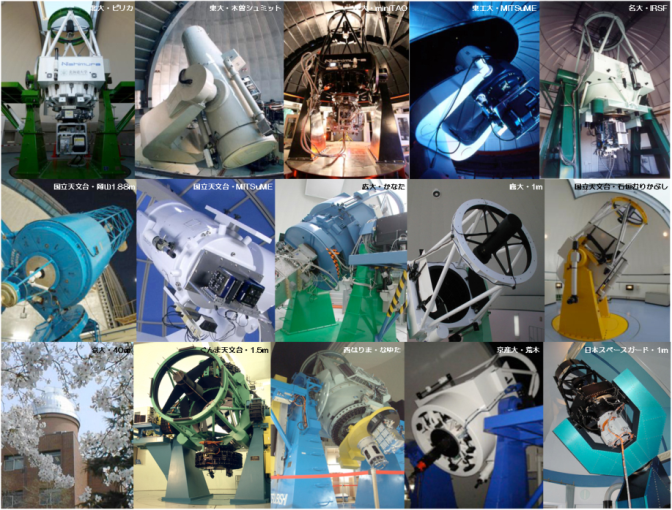 北大・ピリカ
東大・木曽シュミット
東大・miniTAO
東工大・MITSuME
名大・IRSF
国立天文台・岡山1.88m
国立天文台・MITSuME
広大・かなた
鹿大・1m
国立天文台・石垣むりかぶし
京大・40cm
ぐんま天文台・1.5m
西はりま・なゆた
京産大・荒木
日本スペースガード・1m